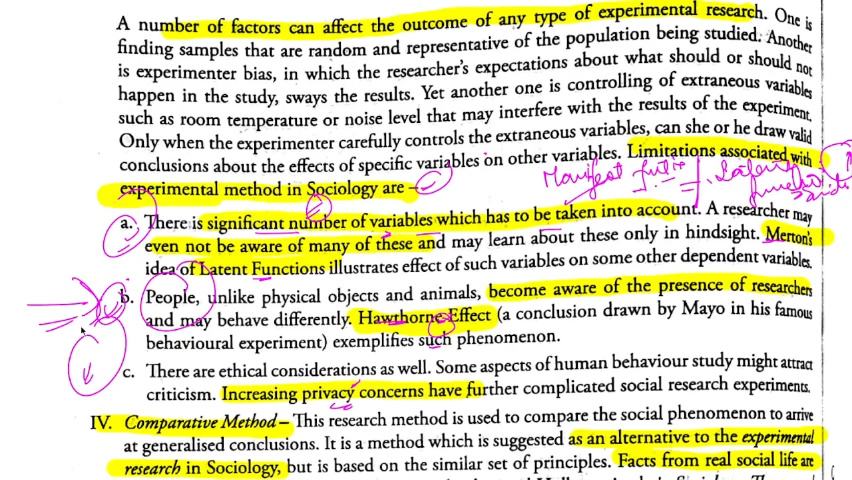 A number of factors can affect the outcome of any type of experimental research. One is
finding samples that are random and representative of the population being studied. Another
is experimenter bias, in which the researcher's expectations about what should or should not
happen in the study, sways the results. Yet another one is controlling of extraneous variables
such as room temperature or noise level that may interfere with the results of the experiment.
Only when the experimenter carefully controls the extraneous variables, can she or he draw valid
conclusions about the effects of specific variables on other variables. Limitations associated with
experimental method in Sociology are –
Manifest
Latent
a. There is significant number of variables which has to be taken into account. A researcher may
even not be aware of many of these and may learn about these only in hindsight. Merton's
idea of Latent Functions illustrates effect of such variables on some other dependent variables.
b. People, unlike physical objects and animals, become aware of the presence of researchers
and may behave differently. Hawthorne Effect (a conclusion drawn by Mayo in his famous
behavioural experiment) exemplifies such phenomenon.
c. There are ethical considerations as well. Some aspects of human behaviour study might attract
criticism. Increasing privacy concerns have further complicated social research experiments.
IV. Comparative Method – This research method is used to compare the social phenomenon to arrive
at generalised conclusions. It is a method which is suggested as an alternative to the experimental
research in Sociology, but is based on the similar set of principles. Facts from real social life are